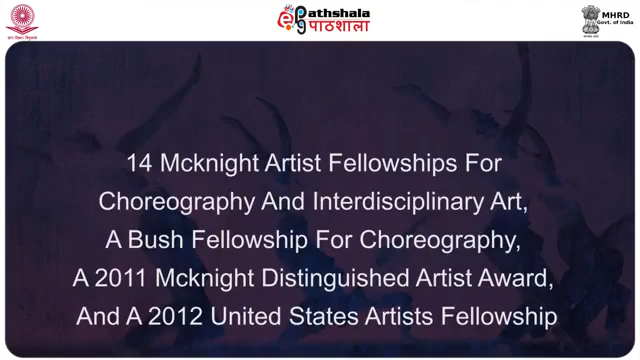 ePathshala
पाठशाला
MHRD
Govt. of India
14 Mcknight Artist Fellowships For
Choreography And Interdisciplinary Art,
A Bush Fellowship For Choreography,
A 2011 Mcknight Distinguished Artist Award,
And A 2012 United States Artists Fellowship